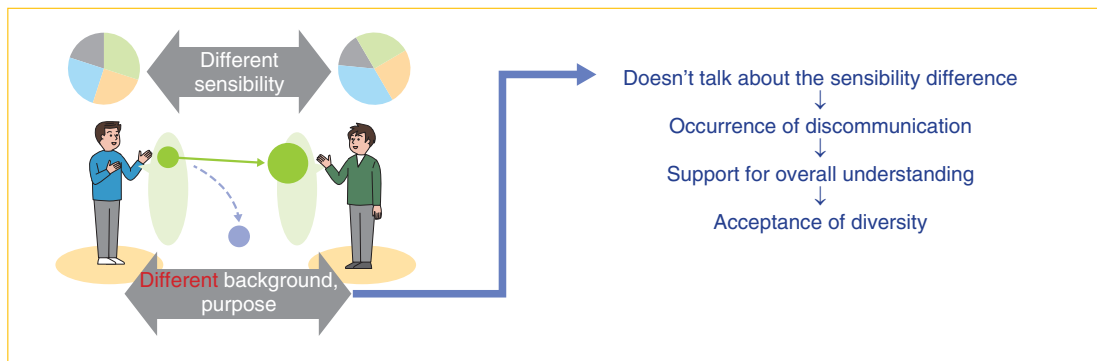 Different
sensibility
Different background,
purpose
Doesn't talk about the sensibility difference
↓
Occurrence of discommunication
↓
Support for overall understanding
↓
Acceptance of diversity